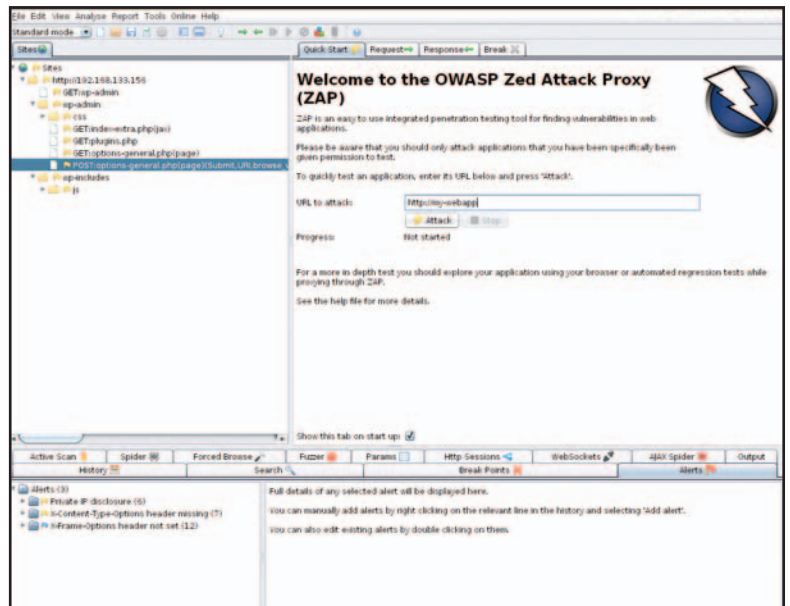 File Edit View Analyse Report Tools Online Help
Standard mode
Sites
Quick Start Request Response Break
Sites
http://192.168.133.156
GET:wp-admin
wp-admin
css
GET:index-extra.php(jax)
GET:plugins.php
GET:options-general.php(page)
POST:options-general.php(page)(Submit,URI,browse
wp-includes
js
Welcome to the OWASP Zed Attack Proxy
(ZAP)
ZAP is an easy to use integrated penetration testing tool for finding vulnerabilities in web
applications.
Please be aware that you should only attack applications that you have been specifically been
given permission to test.
To quickly test an application, enter its URL below and press 'Attack'.
URL to attack: http://my-webapp
Attack Stop
Progress: Not started
For a more in depth test you should explore your application using your browser or automated regression tests while
proxying through ZAP.
See the help file for more details.
Show this tab on start up:
Active Scan Spider Forced Browse Fuzzer Params Http Sessions WebSockets AJAX Spider Output
History Search Break Points Alerts
Alerts (3)
Private IP disclosure (6)
X-Content-Type-Options header missing (7)
X-Frame-Options header not set (12)
Full details of any selected alert will be displayed here.
You can manually add alerts by right clicking on the relevant line in the history and selecting 'Add alert'.
You can also edit existing alerts by double clicking on them.